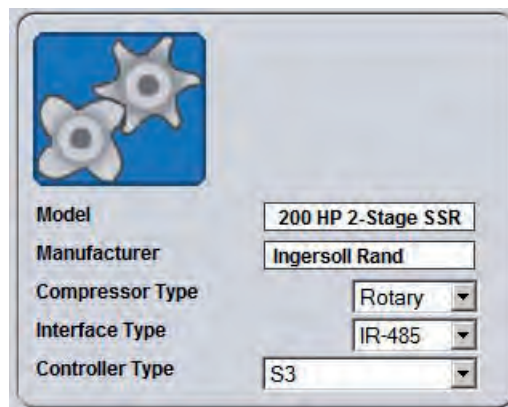 Model 200 HP 2-Stage SSR
Manufacturer Ingersoll Rand
Compressor Type Rotary
Interface Type IR-485
Controller Type S3